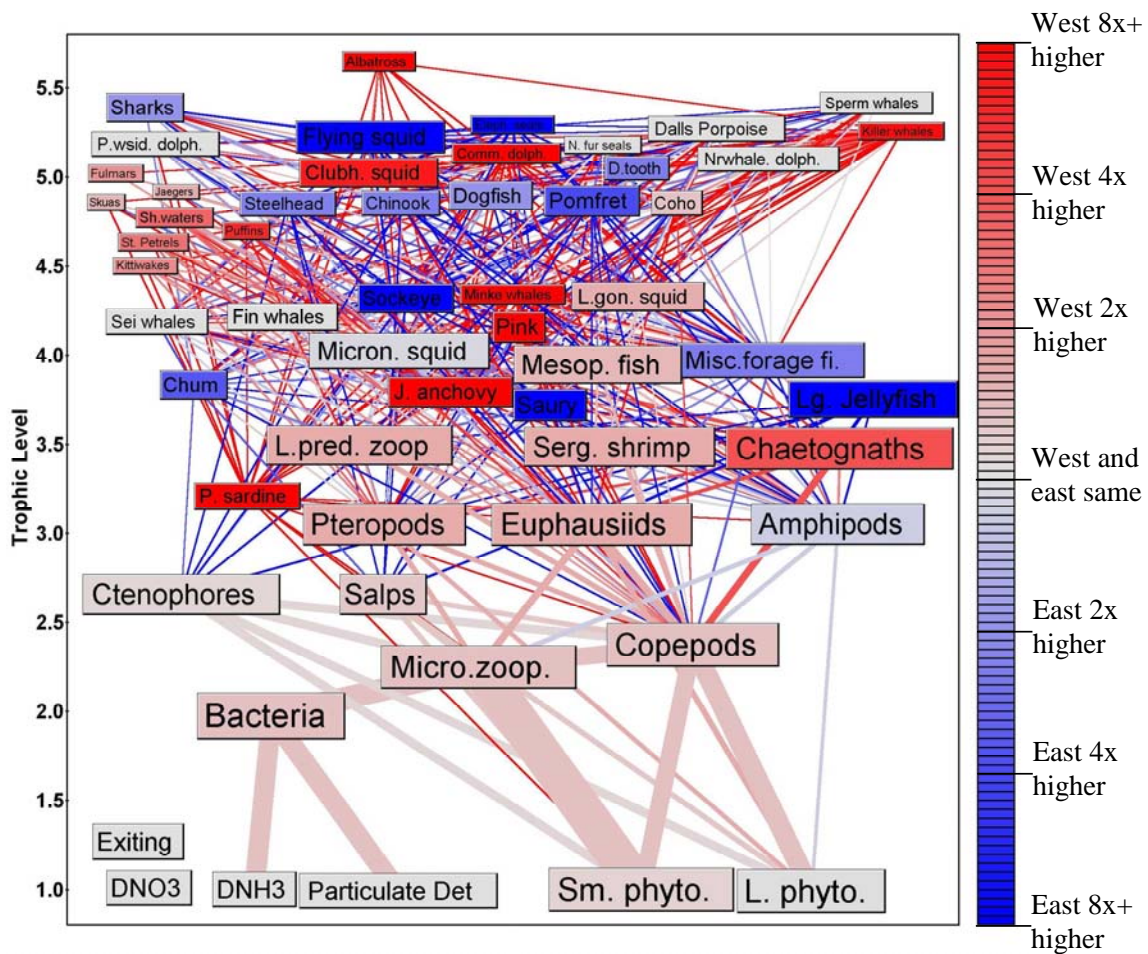 Trophic Level
5.5
5.0
4.5
4.0
3.5
3.0
2.5
2.0
1.5
1.0
Albatross
Sharks
Sperm whales
Flying squid
Eleph. seals
Dalls Porpoise
Killer whales
P.wsid. dolph.
Comm. dolph.
N. fur seals
Nrwhale. dolph.
Fulmars
Clubh. squid
D.tooth
Jaegers
Skuas
Steelhead
Chinook
Dogfish
Pomfret
Coho
Sh.waters
Puffins
St. Petrels
Kittiwakes
Sockeye
Minke whales
L.gon. squid
Sei whales
Fin whales
Pink
Micron. squid
Mesop. fish
Misc.forage fi.
Chum
J. anchovy
Saury
Lg. Jellyfish
L.pred. zoop
Serg. shrimp
Chaetognaths
P. sardine
Pteropods
Euphausiids
Amphipods
Ctenophores
Salps
Copepods
Micro.zoop.
Bacteria
Exiting
DNO3
DNH3
Particulate Det
Sm. phyto.
L. phyto.
West 8x+
higher
West 4x
higher
West 2x
higher
West and
east same
East 2x
higher
East 4x
higher
East 8x+
higher